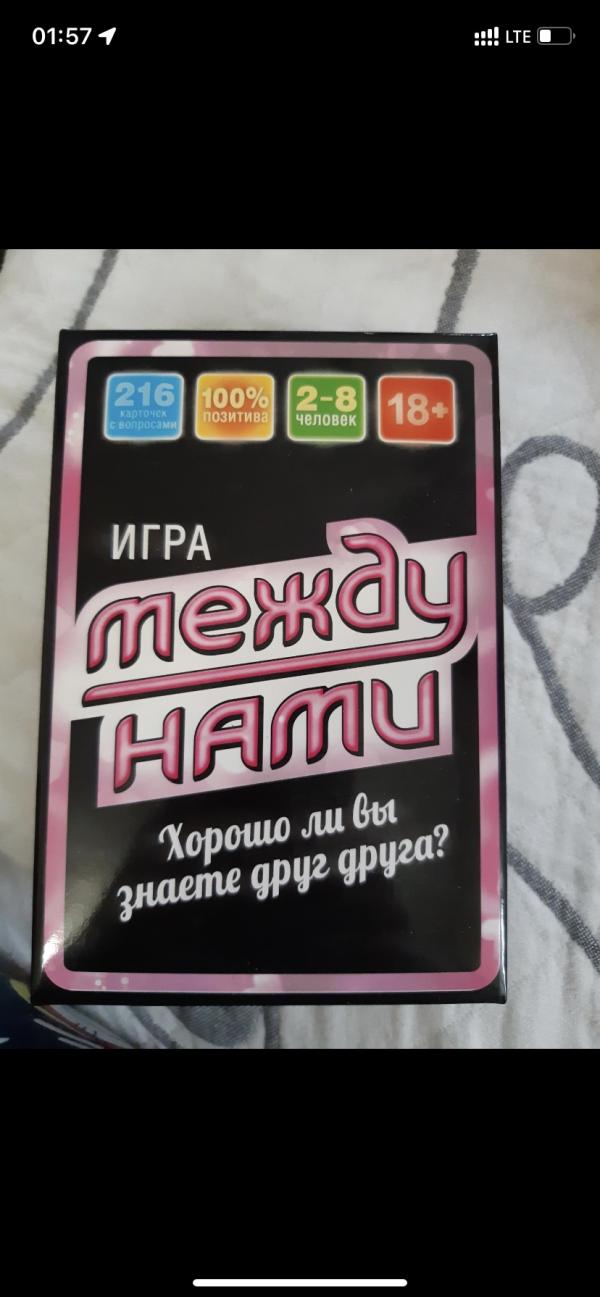 01:57
LTE
216
карточек
с вопросами
100%
позитива
2-8
человек
18+
ИГРА
между
нами
Хорошо ли вы
знаете друг друга?